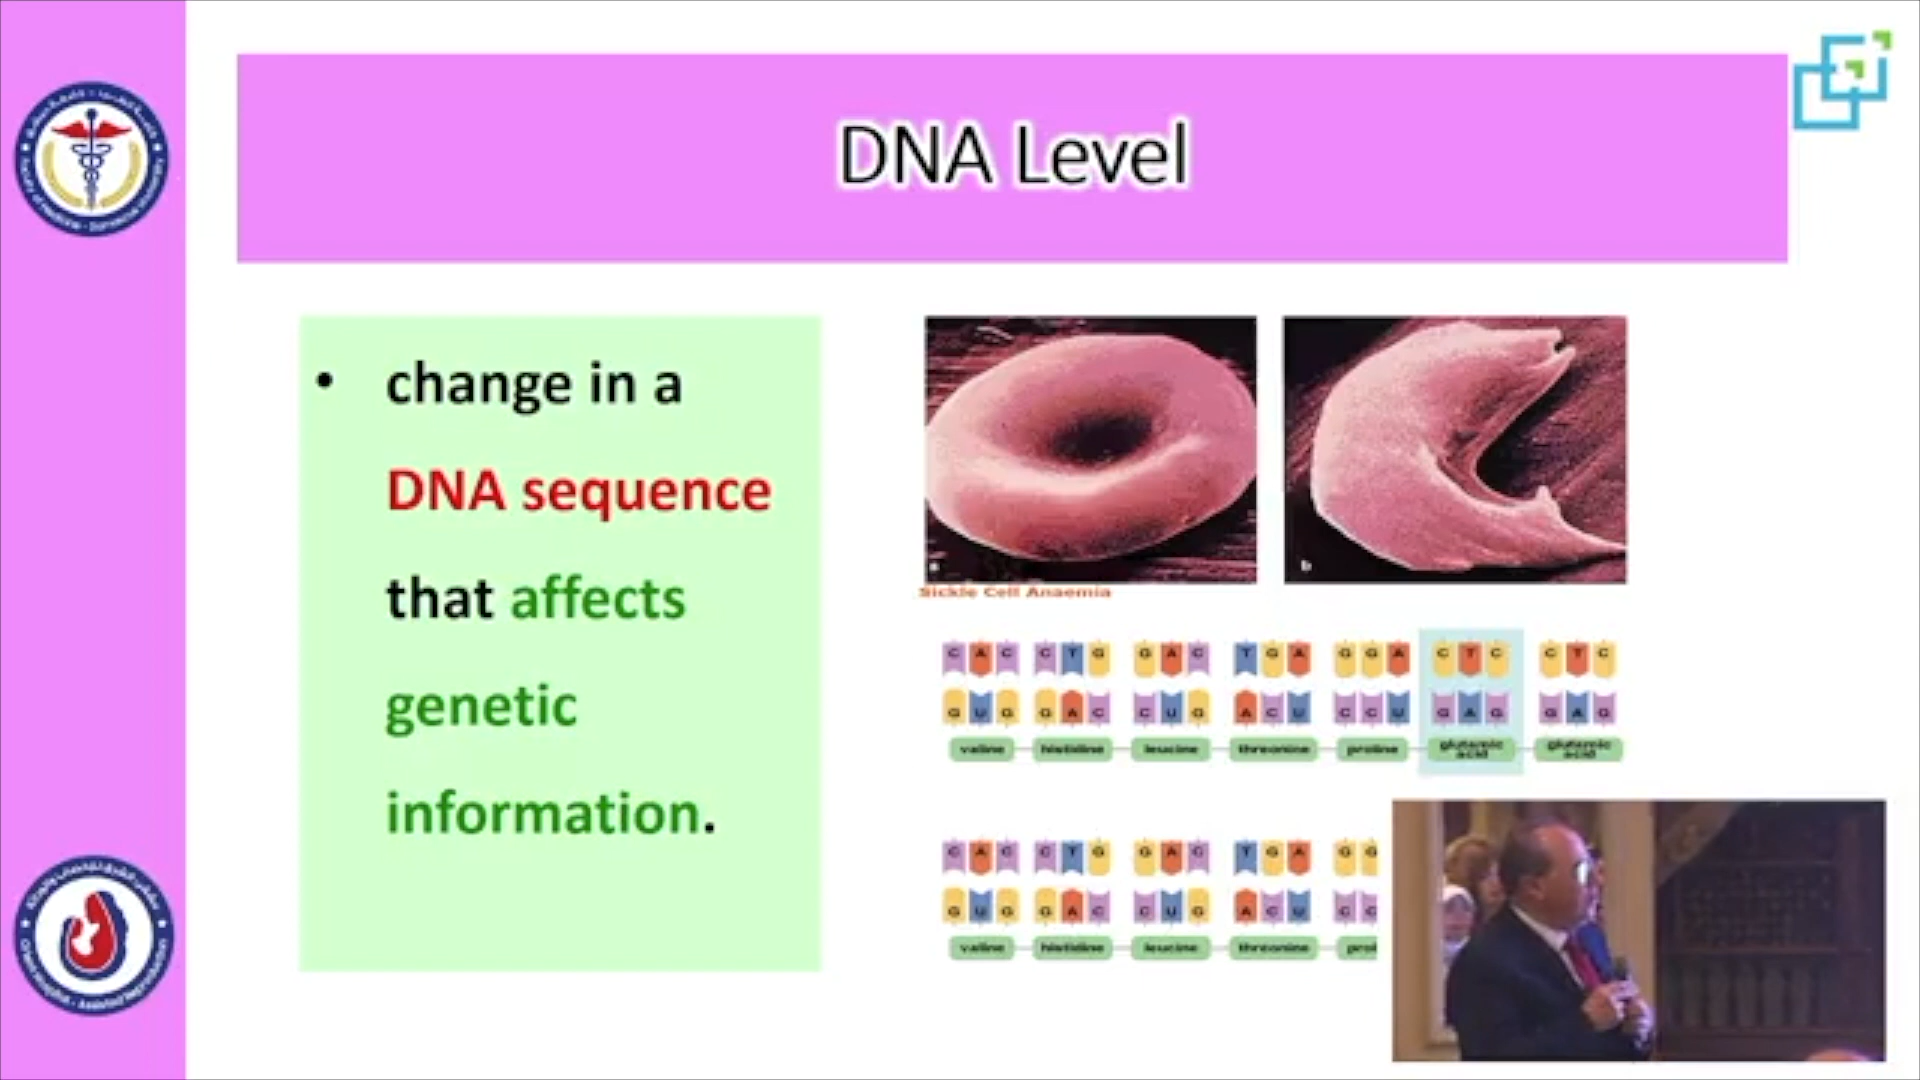 DNA Level
• change in a
DNA sequence
that affects
genetic
information.
a
b
Sickle Cell Anaemia
C A C C T G G A C T G A G G A C T C C T C
G U G G A C C U G A C U C C U G A G G A G
valine histidine leucine threonine proline glutamic acid glutamic acid
C A C C T G G A C T G A G G
G U G G A C C U G A C U C C
valine histidine leucine threonine prol